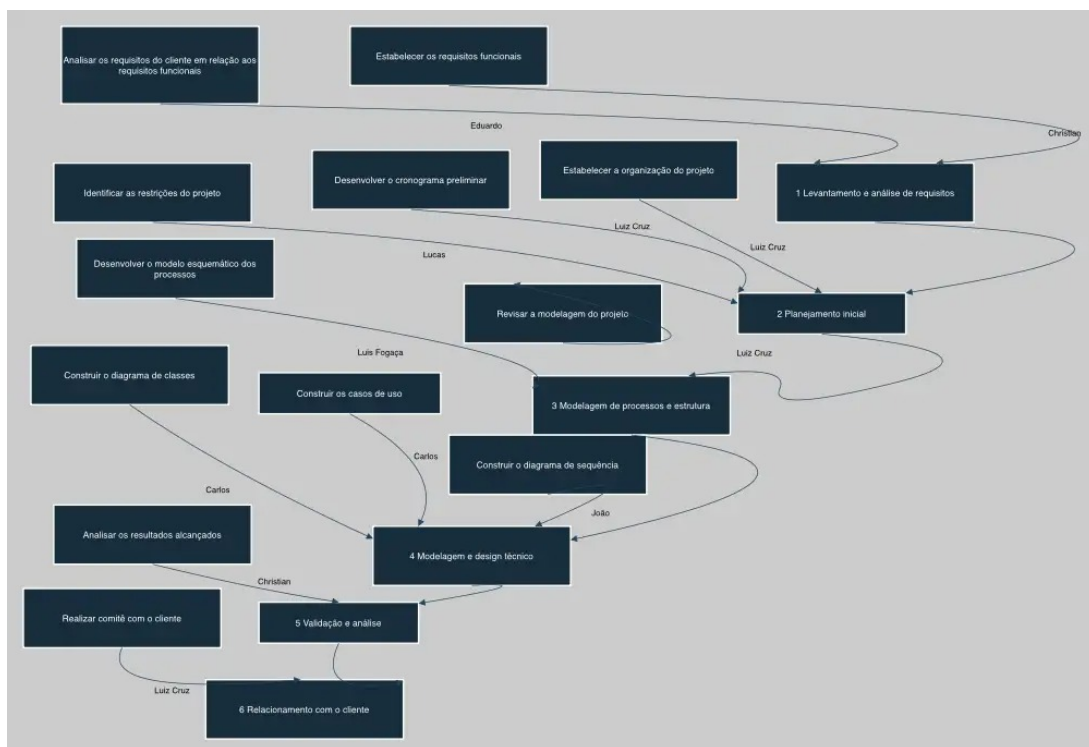 Analisar os requisitos do cliente em relação aos
requisitos funcionais
Estabelecer os requisitos funcionais
Eduardo
Christian
Identificar as restrições do projeto
Desenvolver o cronograma preliminar
Estabelecer a organização do projeto
1 Levantamento e análise de requisitos
Luiz Cruz
Luiz Cruz
Lucas
Desenvolver o modelo esquemático dos
processos
Revisar a modelagem do projeto
2 Planejamento inicial
Luis Fogaça
Luiz Cruz
Construir o diagrama de classes
Construir os casos de uso
3 Modelagem de processos e estrutura
Carlos
Construir o diagrama de sequência
Carlos
João
Analisar os resultados alcançados
4 Modelagem e design técnico
Christian
Realizar comitê com o cliente
5 Validação e análise
Luiz Cruz
6 Relacionamento com o cliente